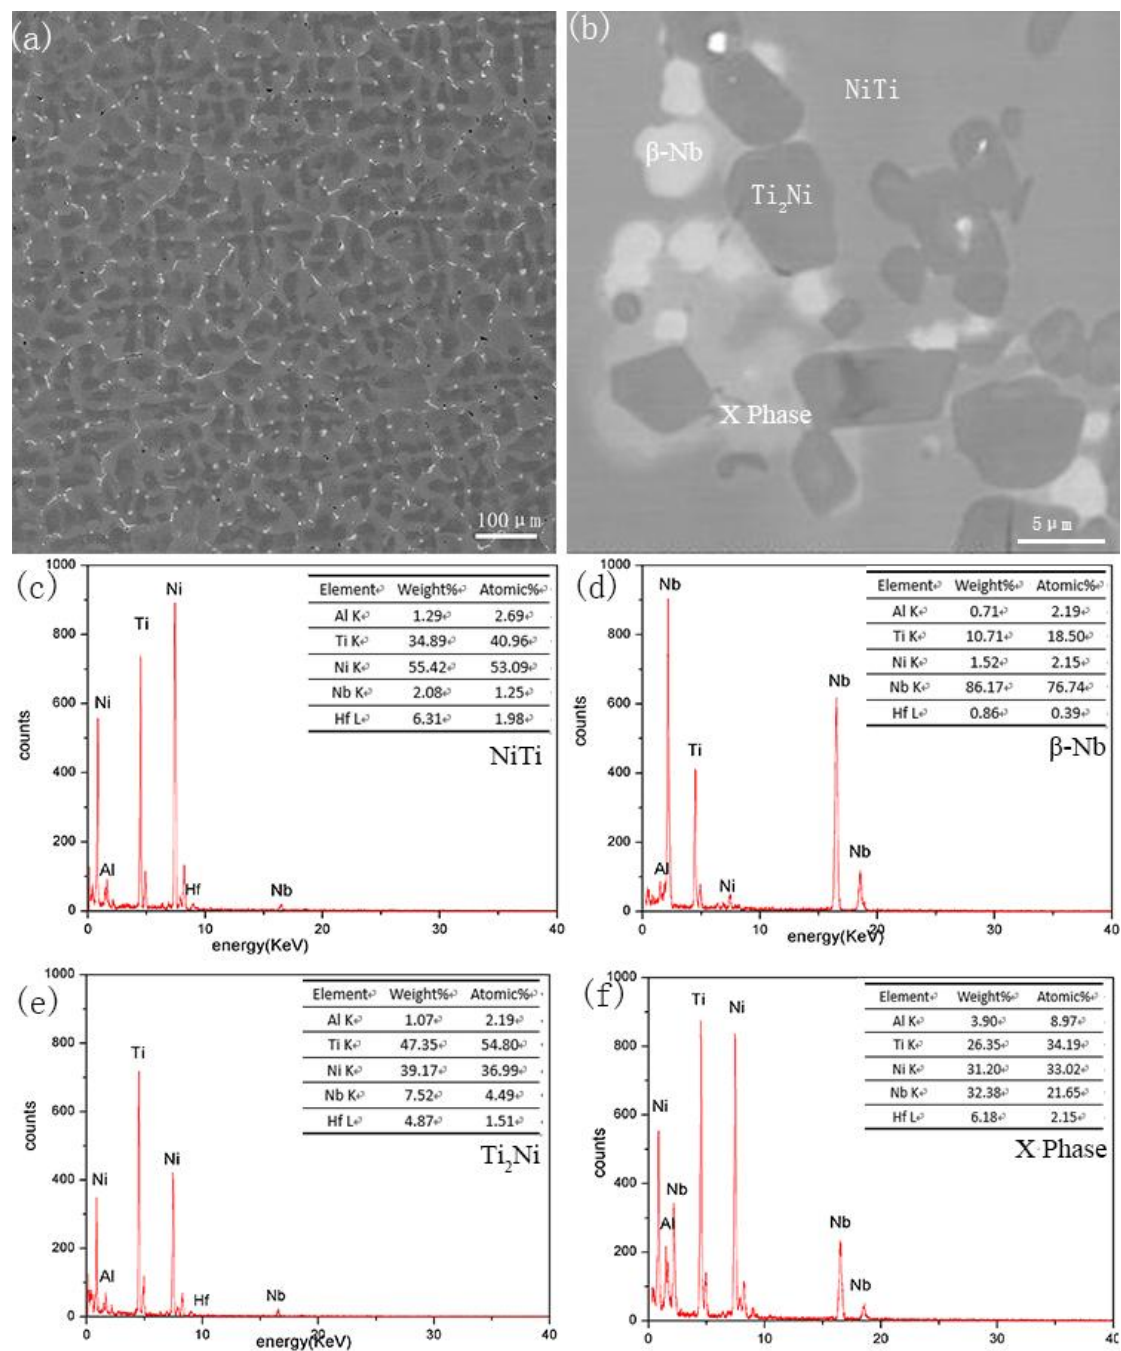 (a)
100 μm
(b)
NiTi
β-Nb
Ti₂Ni
X Phase
5 μm
(c)
1000
800
600
400
200
0
counts
0 10 20 30 40
energy(KeV)
Ni
Al
Ti
Ni
Hf
Nb
Element Weight% Atomic%
Al K 1.29 2.69
Ti K 34.89 40.96
Ni K 55.42 53.09
Nb K 2.08 1.25
Hf L 6.31 1.98
NiTi
(d)
1000
800
600
400
200
0
counts
0 10 20 30 40
energy(KeV)
Nb
Al
Ti
Ni
Nb
Nb
Element Weight% Atomic%
Al K 0.71 2.19
Ti K 10.71 18.50
Ni K 1.52 2.15
Nb K 86.17 76.74
Hf L 0.86 0.39
β-Nb
(e)
1000
800
600
400
200
0
counts
0 10 20 30 40
energy(KeV)
Ni
Al
Ti
Ni
Hf
Nb
Element Weight% Atomic%
Al K 1.07 2.19
Ti K 47.35 54.80
Ni K 39.17 36.99
Nb K 7.52 4.49
Hf L 4.87 1.51
Ti₂Ni
(f)
1000
800
600
400
200
0
counts
0 10 20 30 40
Ni
Al
Nb
Ti
Ni
Nb
Nb
Element Weight% Atomic%
Al K 3.90 8.97
Ti K 26.35 34.19
Ni K 31.20 33.02
Nb K 32.38 21.65
Hf L 6.18 2.15
X Phase